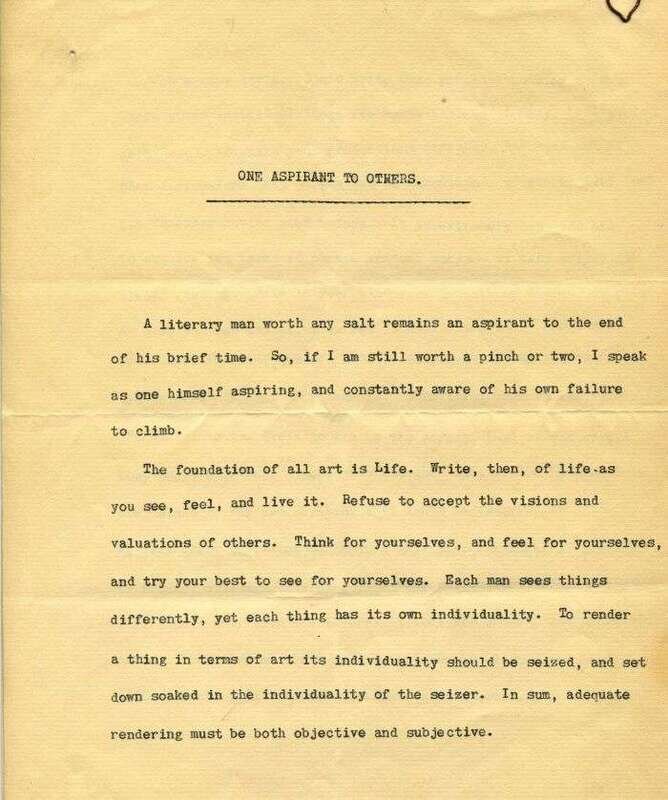 ONE ASPIRANT TO OTHERS.
A literary man worth any salt remains an aspirant to the end
of his brief time. So, if I am still worth a pinch or two, I speak
as one himself aspiring, and constantly aware of his own failure
to climb.
The foundation of all art is Life. Write, then, of life-as
you see, feel, and live it. Refuse to accept the visions and
valuations of others. Think for yourselves, and feel for yourselves,
and try your best to see for yourselves. Each man sees things
differently, yet each thing has its own individuality. To render
a thing in terms of art its individuality should be seized, and set
down soaked in the individuality of the seizer. In sum, adequate
rendering must be both objective and subjective.